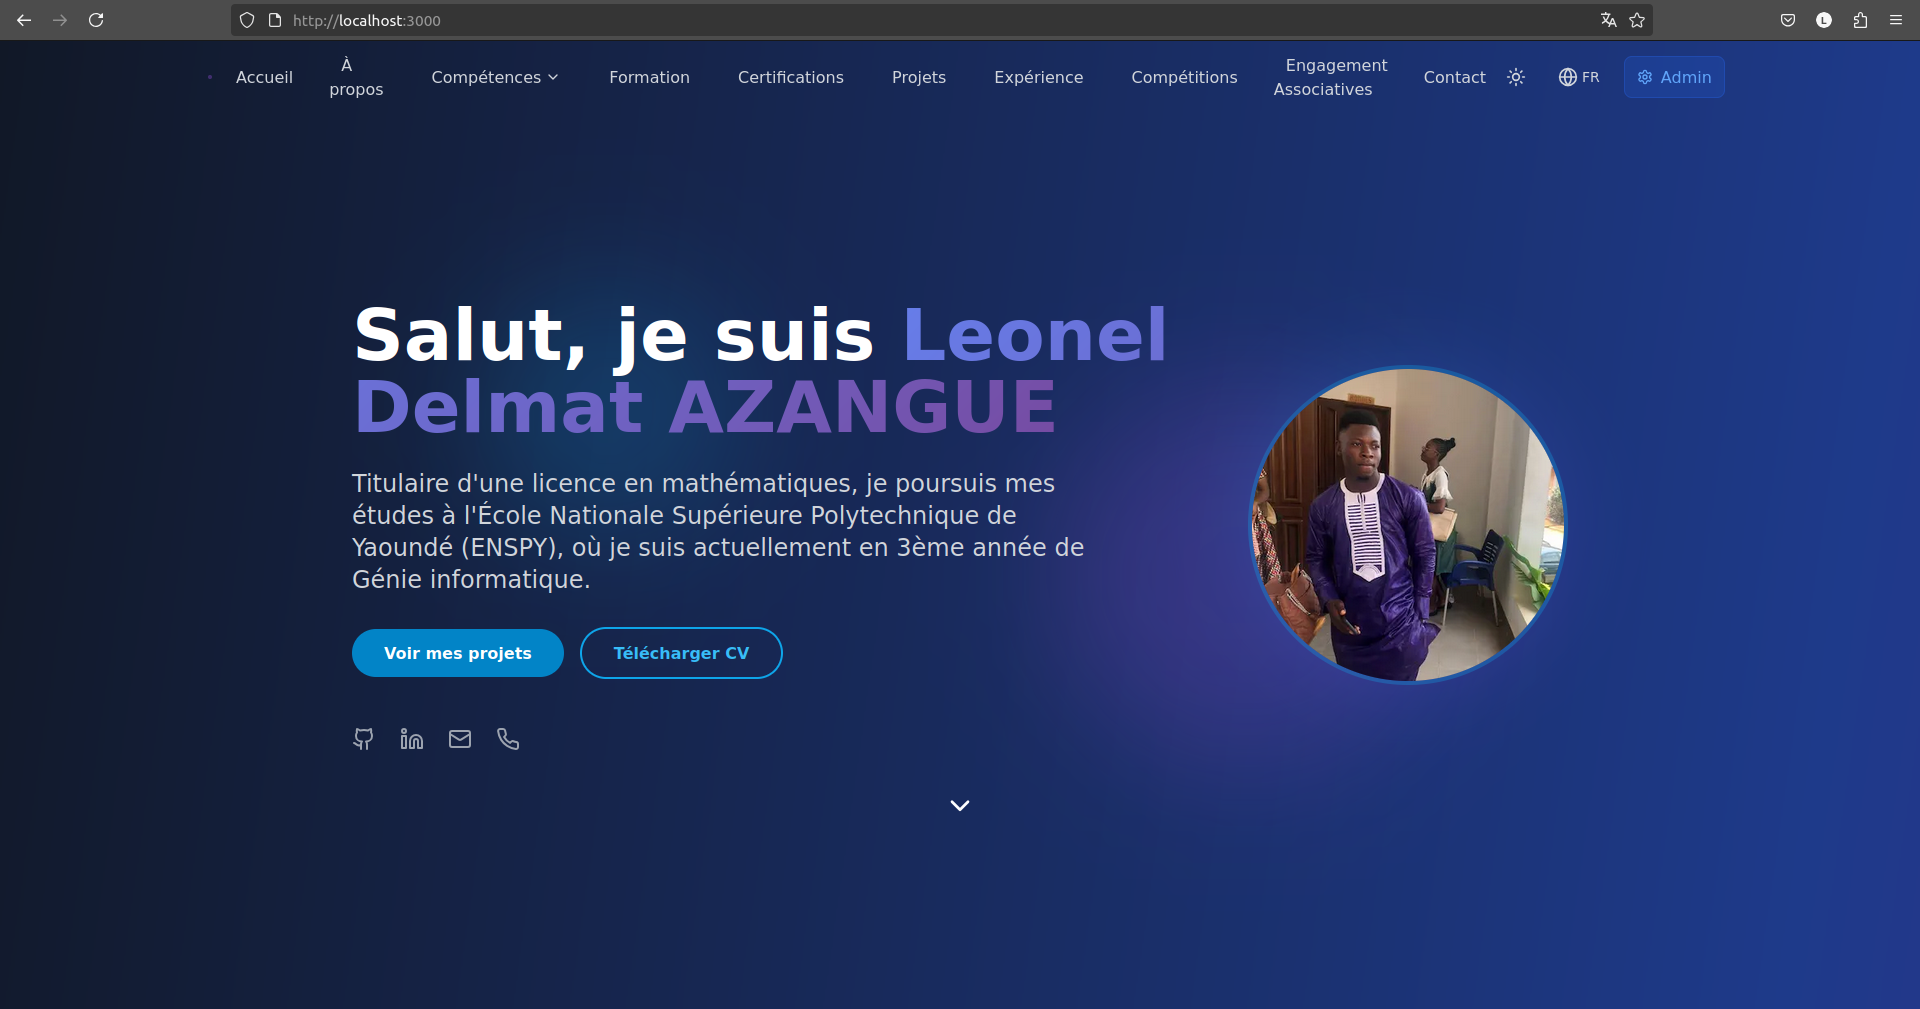 http://localhost:3000
L
Accueil
À
propos
Compétences
Formation
Certifications
Projets
Expérience
Compétitions
Engagement
Associatives
Contact
FR
Admin
Salut, je suis Leonel
Delmat AZANGUE
Titulaire d'une licence en mathématiques, je poursuis mes
études à l'École Nationale Supérieure Polytechnique de
Yaoundé (ENSPY), où je suis actuellement en 3ème année de
Génie informatique.
Voir mes projets
Télécharger CV